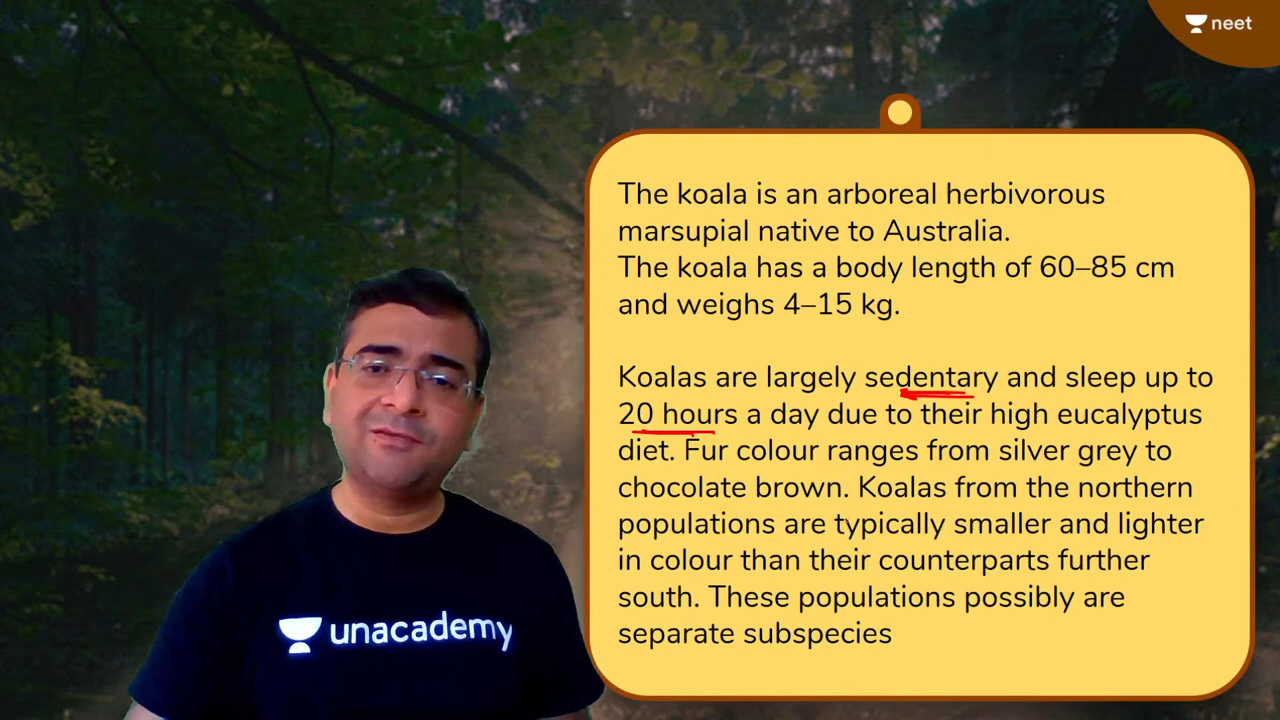 neet
The koala is an arboreal herbivorous
marsupial native to Australia.
The koala has a body length of 60–85 cm
and weighs 4–15 kg.
Koalas are largely sedentary and sleep up to
20 hours a day due to their high eucalyptus
diet. Fur colour ranges from silver grey to
chocolate brown. Koalas from the northern
populations are typically smaller and lighter
in colour than their counterparts further
south. These populations possibly are
separate subspecies
unacademy